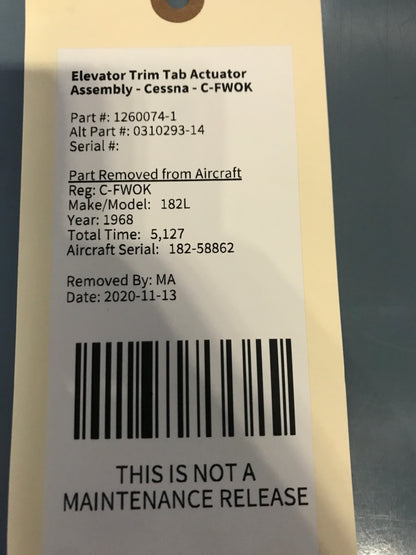 Elevator Trim Tab Actuator
Assembly - Cessna - C-FWOK
Part #: 1260074-1
Alt Part #: 0310293-14
Serial #:
Part Removed from Aircraft
Reg: C-FWOK
Make/Model: 182L
Year: 1968
Total Time: 5,127
Aircraft Serial: 182-58862
Removed By: MA
Date: 2020-11-13
THIS IS NOT A
MAINTENANCE RELEASE